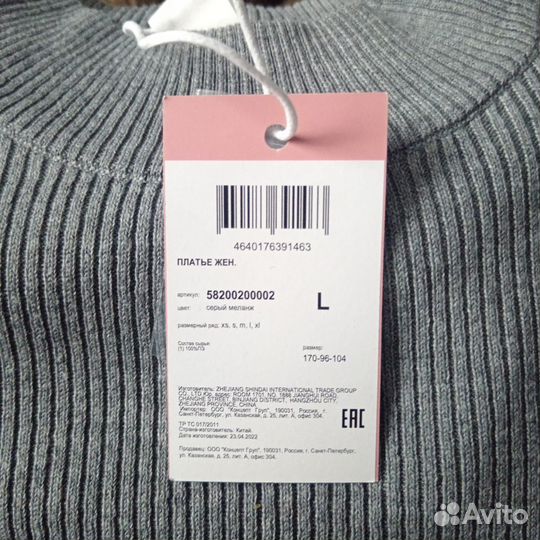 4640176391463
ПЛАТЬЕ ЖЕН.
артикул: 58200200002
цвет: серый меланж
L
размерный ряд: xs, s, m, l, xl
Состав сырья:
(1) 100%ПЭ
размер:
170-96-104
Изготовитель: ZHEJIANG SHINDAI INTERNATIONAL TRADE GROUP
CO., LTD Юр. адрес: ROOM 1701, NO. 1886 JIANGHUI ROAD,
CHANGHE STREET, BINJIANG DISTRICT, HANGZHOU CITY,
ZHEJIANG PROVINCE, CHINA
Импортер: ООО "Концепт Груп", 190031, Россия, г.
Санкт-Петербург, ул. Казанская, д. 25, лит. А, офис 304.
ТР ТС 017/2011
Страна-изготовитель: Китай.
Дата изготовления: 23.04.2022
EAC
Продавец: ООО "Концепт Груп", 190031, Россия, г. Санкт-Петербург,
ул. Казанская, д. 25, лит. А, офис 304.
Avito